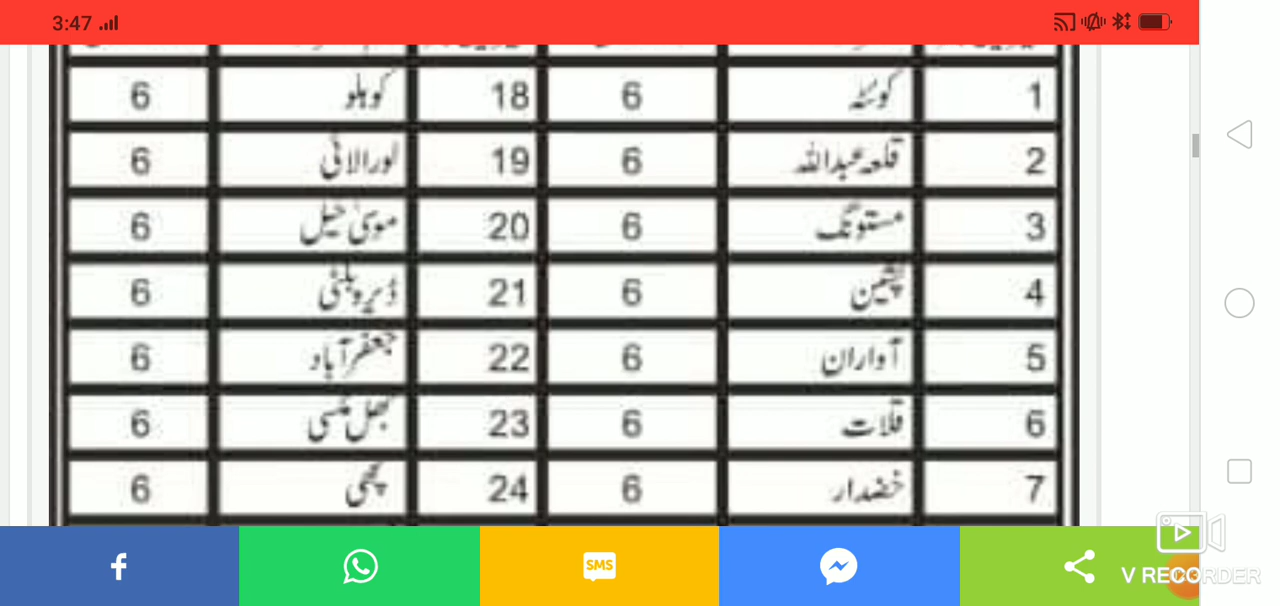 3:47
1 کوئٹہ 6 18 کوہلو 6
2 قلعہ عبداللہ 6 19 لورالائی 6
3 مستونگ 6 20 موسیٰ خیل 6
4 پشین 6 21 ڈیرہ بگٹی 6
5 آواران 6 22 جعفرآباد 6
6 قلات 6 23 جھل مگسی 6
7 خضدار 6 24 کچھی 6
SMS
V RECORDER